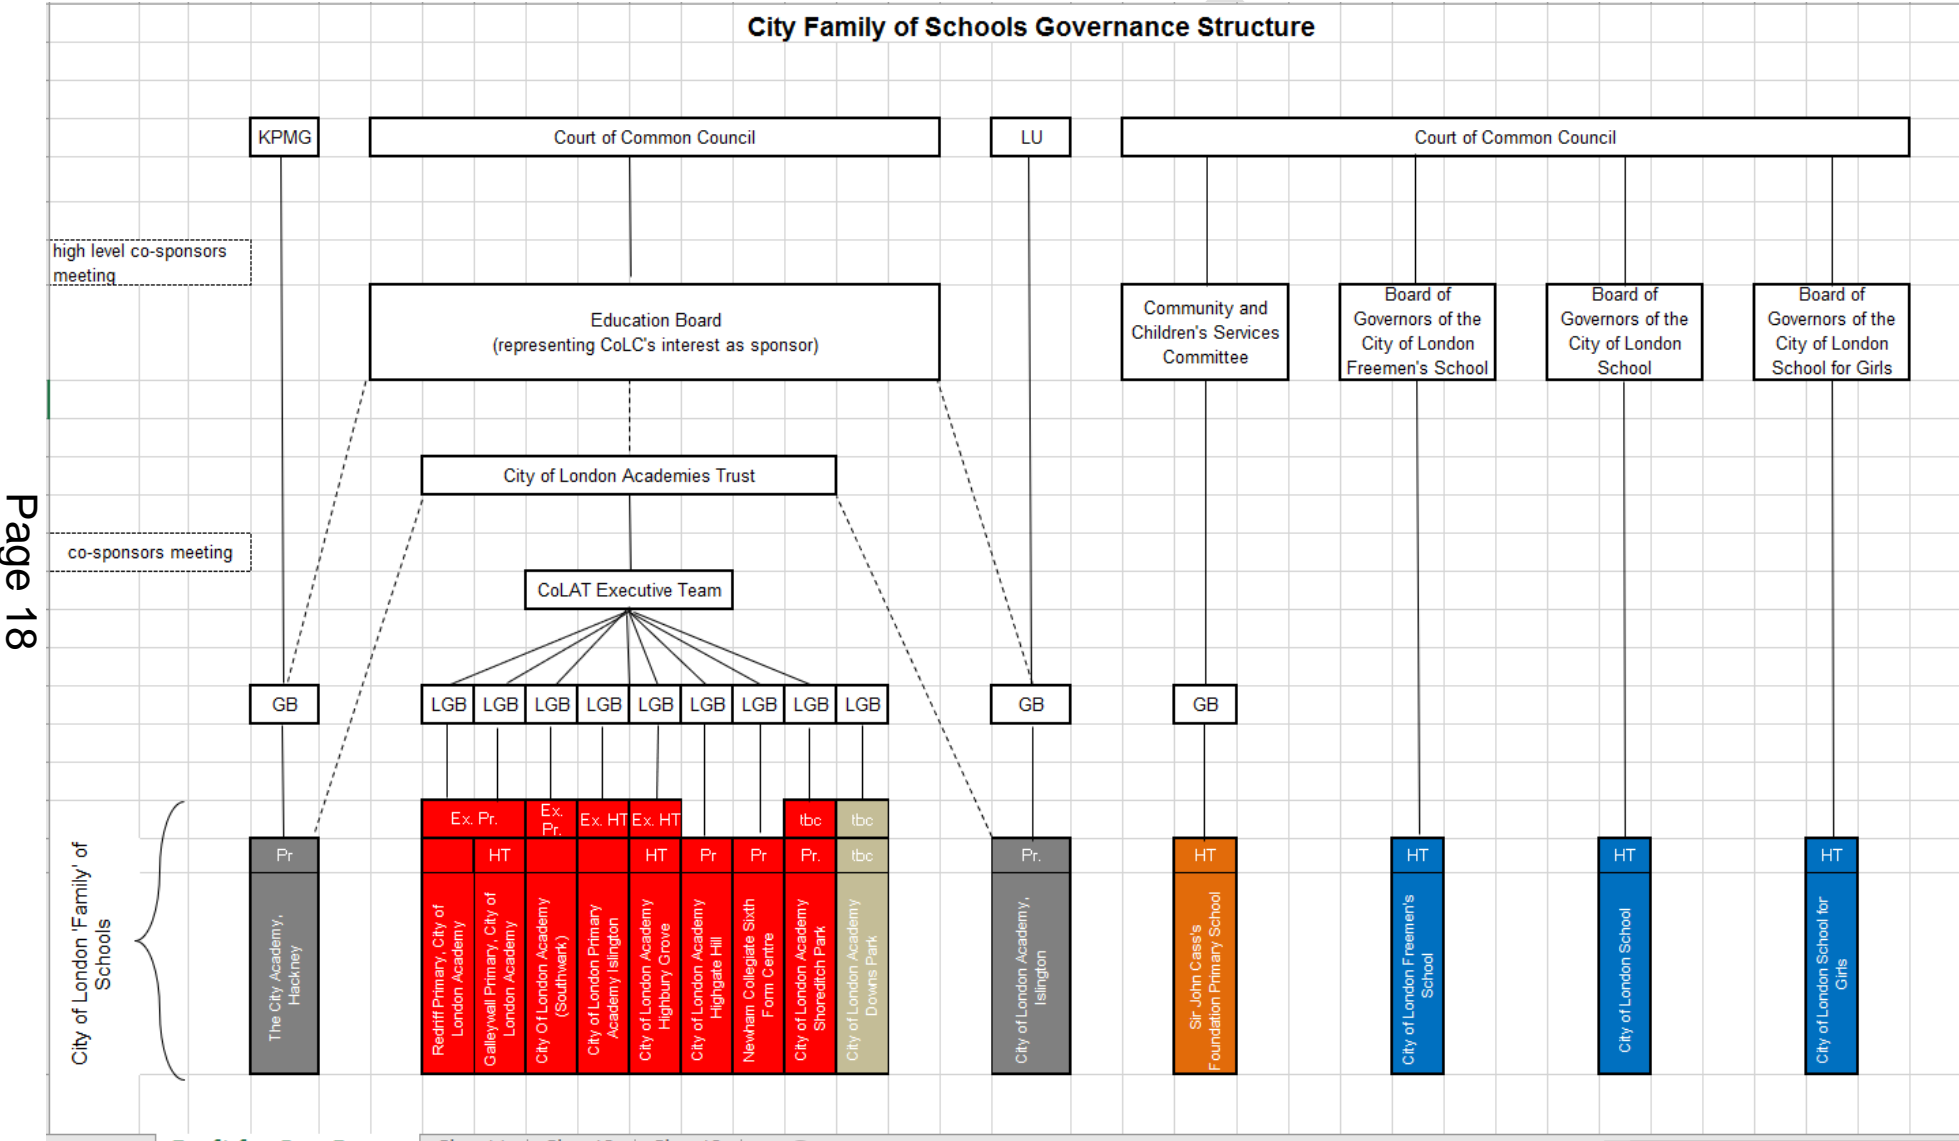 City Family of Schools Governance Structure
KPMG
Court of Common Council
LU
Court of Common Council
high level co-sponsors
meeting
Education Board
(representing CoLC's interest as sponsor)
Community and
Children's Services
Committee
Board of
Governors of the
City of London
Freemen's School
Board of
Governors of the
City of London
School
Board of
Governors of the
City of London
School for Girls
City of London Academies Trust
Page 18
co-sponsors meeting
CoLAT Executive Team
GB
LGB
LGB
LGB
LGB
LGB
LGB
LGB
LGB
LGB
GB
GB
Ex. Pr.
Ex.
Pr.
Ex. HT
Ex. HT
tbc
tbc
Pr
HT
HT
Pr
Pr
Pr.
tbc
Pr.
HT
HT
HT
HT
City of London 'Family' of
Schools
The City Academy,
Hackney
Redriff Primary, City of
London Academy
Galleywall Primary, City of
London Academy
City Of London Academy
(Southwark)
City of London Primary
Academy Islington
City of London Academy
Highbury Grove
City of London Academy
Highgate Hill
Newham Collegiate Sixth
Form Centre
City of London Academy
Shoreditch Park
City of London Academy
Downs Park
City of London Academy,
Islington
Sir John Cass's
Foundation Primary School
City of London Freemen's
School
City of London School
City of London School for
Girls